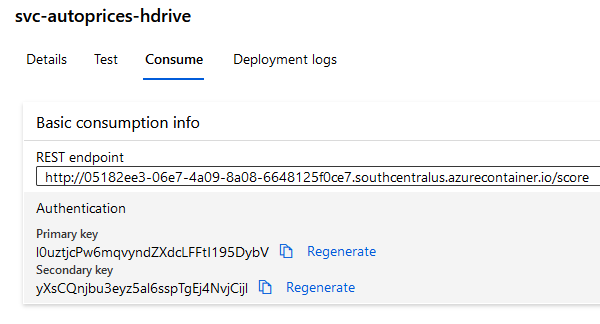 svc-autoprices-hdrive
Details Test Consume Deployment logs
Basic consumption info
REST endpoint
http://05182ee3-06e7-4a09-8a08-6648125f0ce7.southcentralus.azurecontainer.io/score
Authentication
Primary key
l0uztjcPw6mqvyndZXdcLFFtI195DybV Regenerate
Secondary key
yXsCQnjbu3eyz5al6sspTgEj4NvjCijl Regenerate